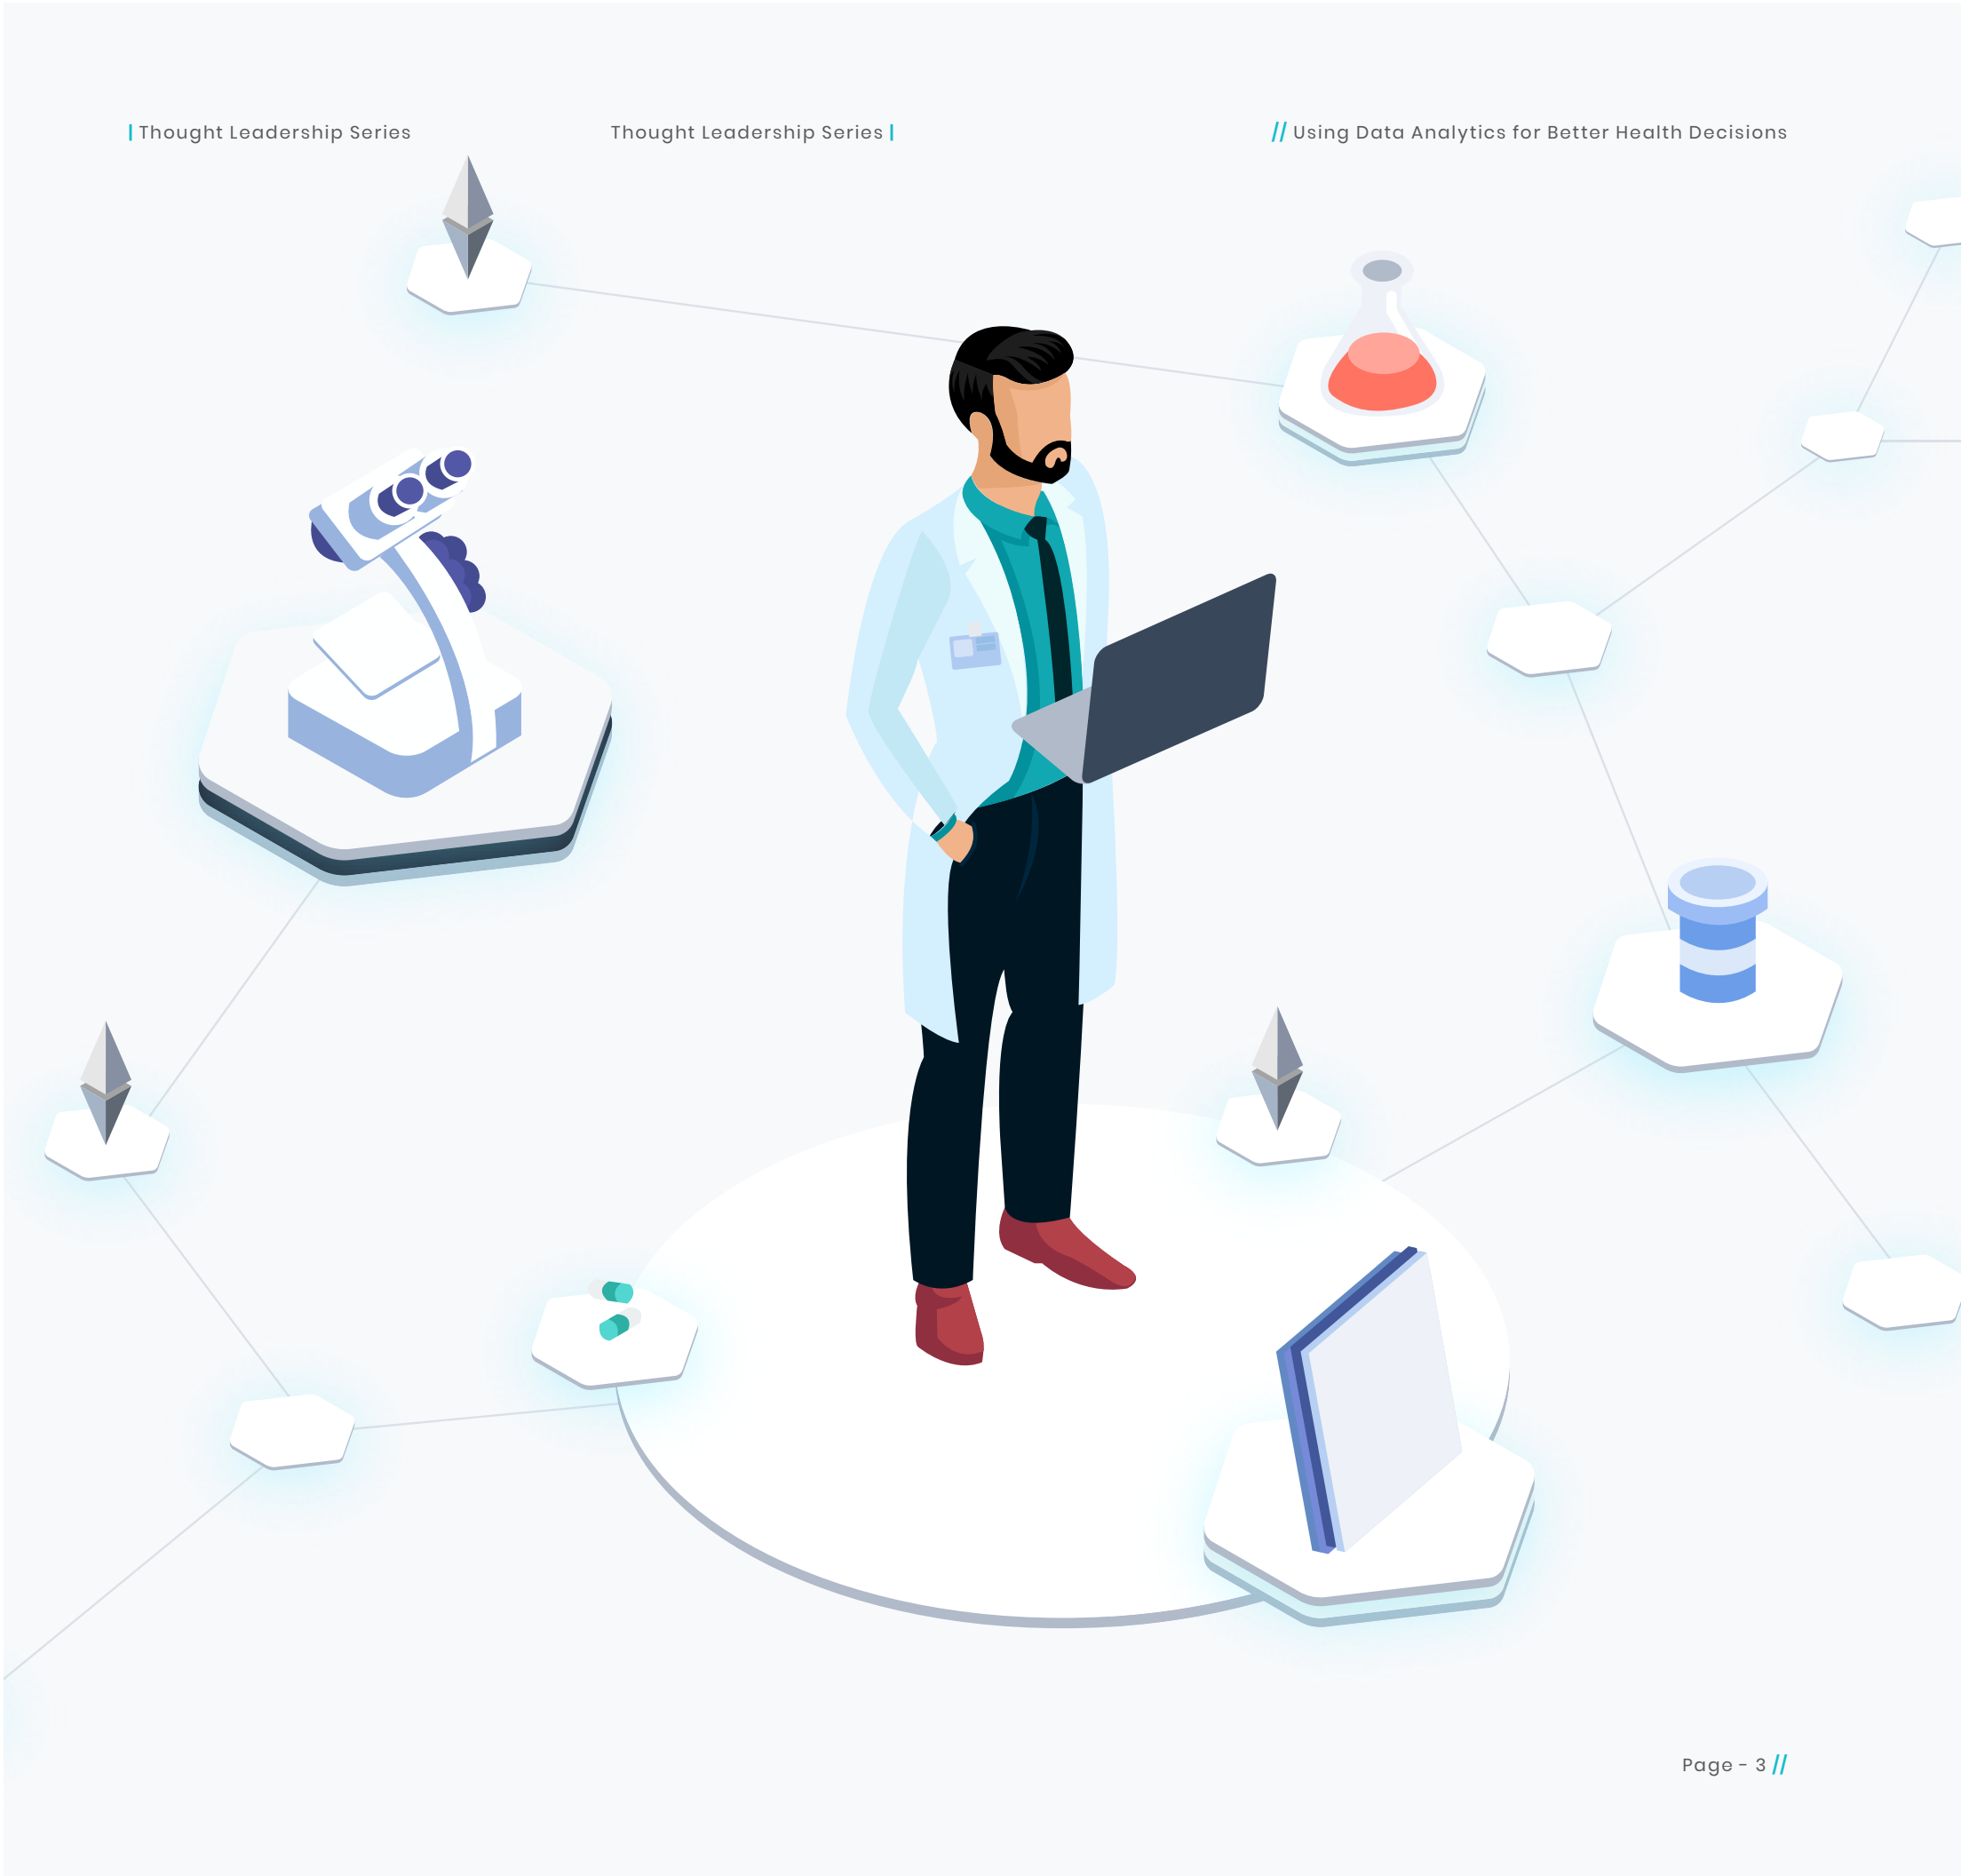 | Thought Leadership Series
Thought Leadership Series |
// Using Data Analytics for Better Health Decisions
Page - 3 //